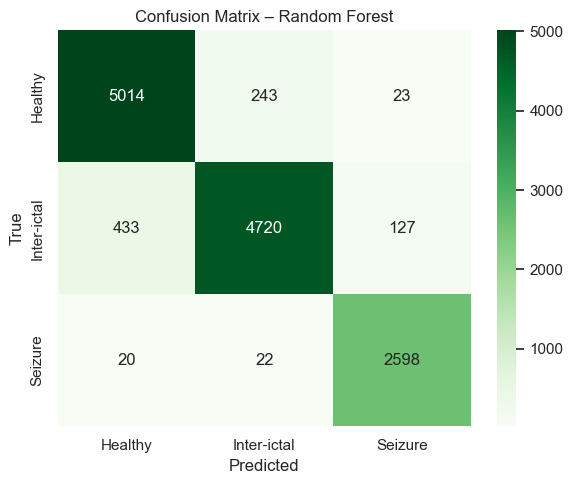 Confusion Matrix – Random Forest
5014 243 23
433 4720 127
20 22 2598
Healthy
Inter-ictal
Seizure
True
Healthy Inter-ictal Seizure
Predicted
5000
4000
3000
2000
1000